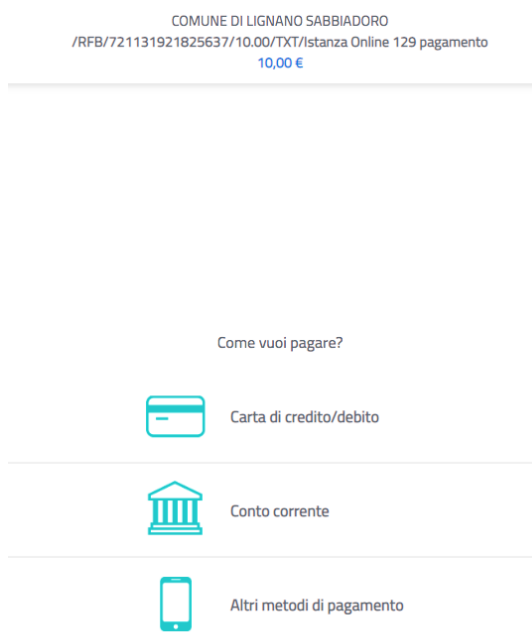 COMUNE DI LIGNANO SABBIADORO
/RFB/721131921825637/10.00/TXT/Istanza Online 129 pagamento
10,00 €
Come vuoi pagare?
Carta di credito/debito
Conto corrente
Altri metodi di pagamento